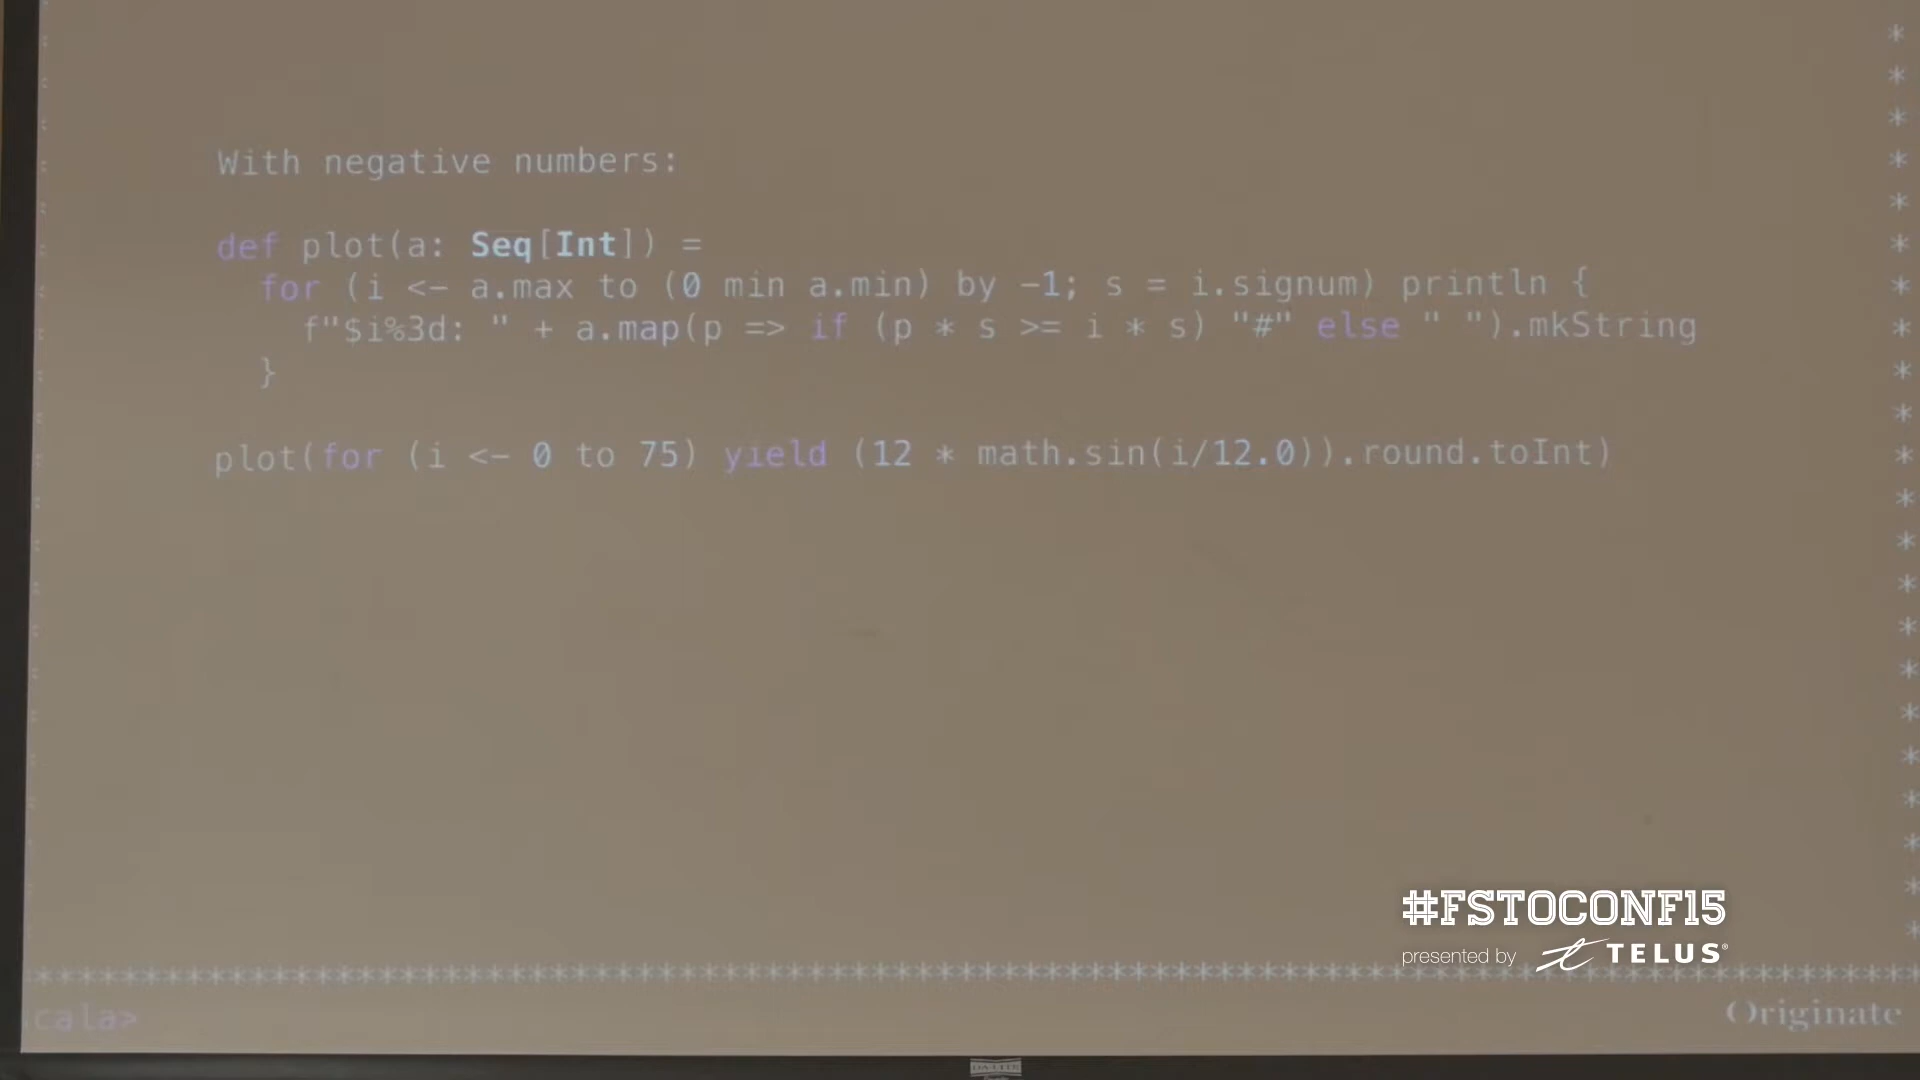 With negative numbers:
def plot(a: Seq[Int]) =
  for (i <- a.max to (0 min a.min) by -1; s = i.signum) println {
    f"$i%3d: " + a.map(p => if (p * s >= i * s) "#" else " ").mkString
  }
plot(for (i <- 0 to 75) yield (12 * math.sin(i/12.0)).round.toInt)
#FSTOCONF15
presented by TELUS®
cala>
Originate